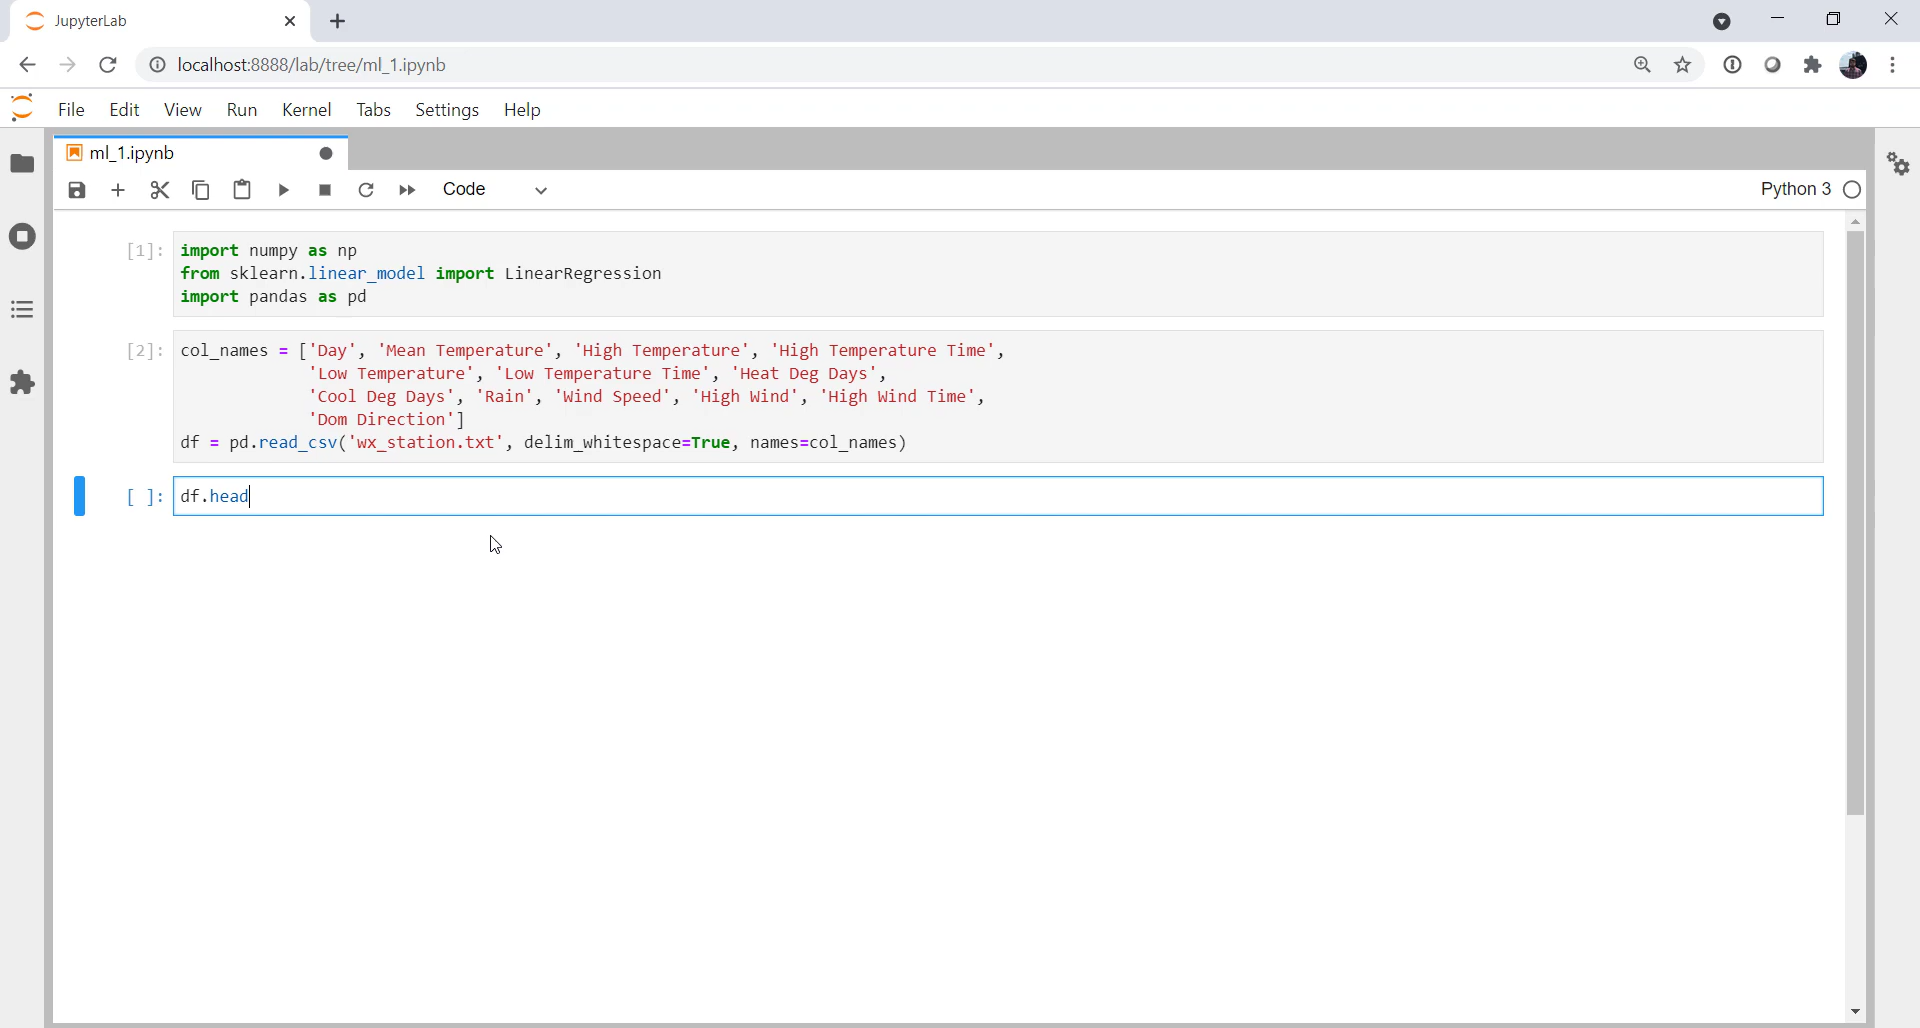 JupyterLab
localhost:8888/lab/tree/ml_1.ipynb
File Edit View Run Kernel Tabs Settings Help
ml_1.ipynb
Code
Python 3
[1]: import numpy as np
from sklearn.linear_model import LinearRegression
import pandas as pd
[2]: col_names = ['Day', 'Mean Temperature', 'High Temperature', 'High Temperature Time',
'Low Temperature', 'Low Temperature Time', 'Heat Deg Days',
'Cool Deg Days', 'Rain', 'Wind Speed', 'High Wind', 'High Wind Time',
'Dom Direction']
df = pd.read_csv('wx_station.txt', delim_whitespace=True, names=col_names)
[ ]: df.head